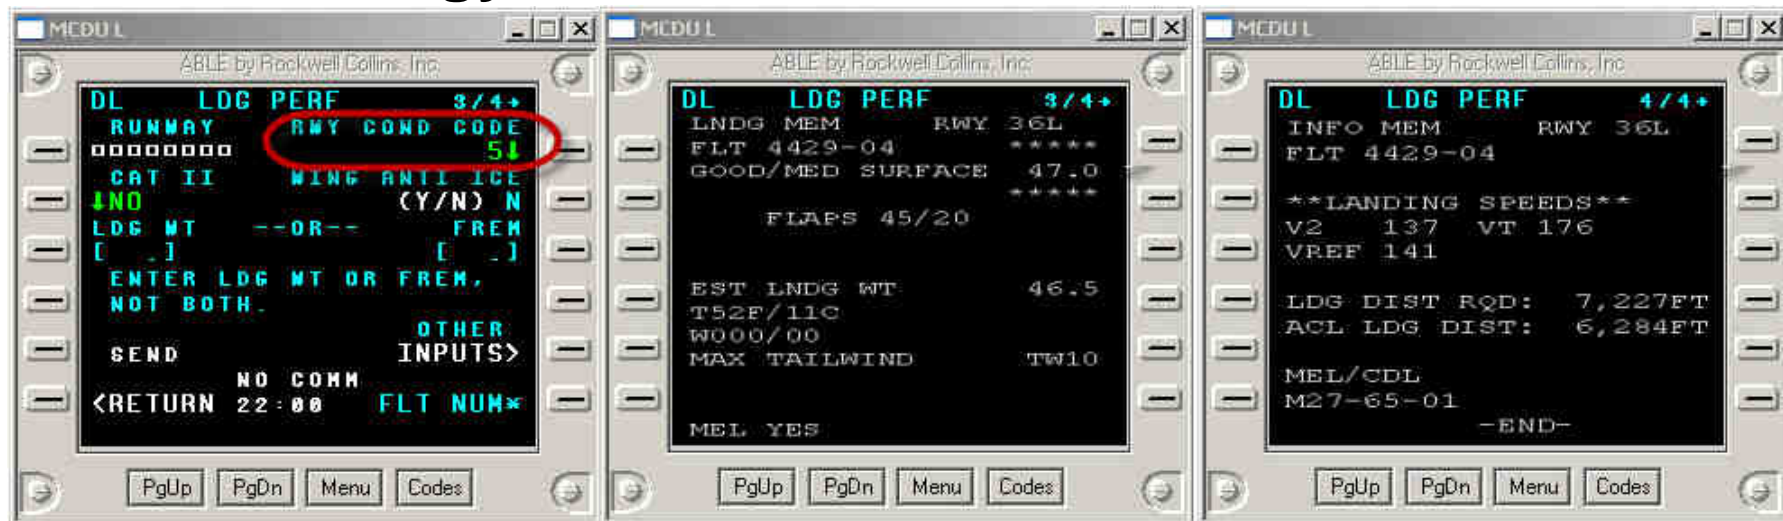 MCDU L
ABLE by Rockwell Collins, Inc.
DL LDG PERF 3/4→
RUNWAY RWY COND CODE
□□□□□□□□ 5↓
CAT II WING ANTI ICE
↓NO (Y/N) N
LDG WT --OR-- FREM
[ _.] [ _.]
ENTER LDG WT OR FREM,
NOT BOTH.
OTHER
SEND INPUTS>
NO COMM
<RETURN 22:00 FLT NUM*
PgUp PgDn Menu Codes
MCDU L
ABLE by Rockwell Collins, Inc.
DL LDG PERF 3/4→
LNDG MEM RWY 36L
FLT 4429-04 *****
GOOD/MED SURFACE 47.0
*****
FLAPS 45/20
EST LNDG WT 46.5
T52F/11C
W000/00
MAX TAILWIND TW10
MEL YES
PgUp PgDn Menu Codes
MCDU L
ABLE by Rockwell Collins, Inc.
DL LDG PERF 4/4→
INFO MEM RWY 36L
FLT 4429-04
**LANDING SPEEDS**
V2 137 VT 176
VREF 141
LDG DIST RQD: 7,227FT
ACL LDG DIST: 6,284FT
MEL/CDL
M27-65-01
-END-
PgUp PgDn Menu Codes